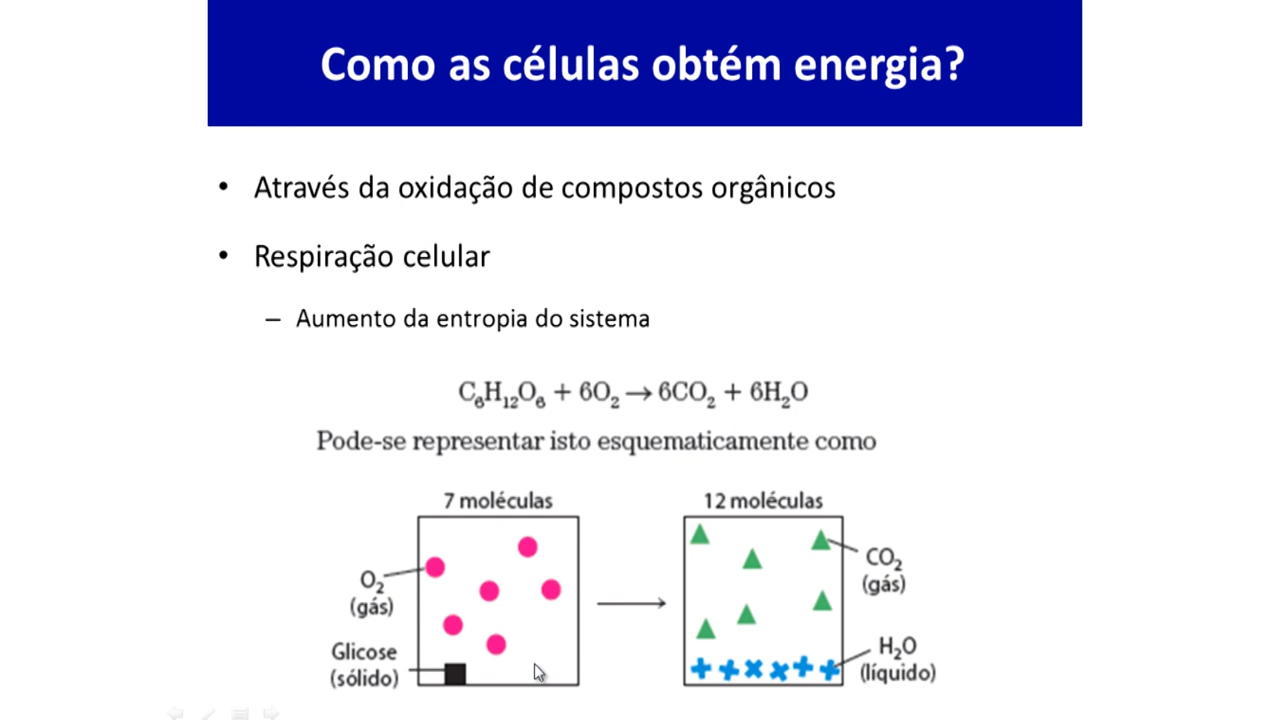 Como as células obtém energia?
• Através da oxidação de compostos orgânicos
• Respiração celular
– Aumento da entropia do sistema
C₆H₁₂O₆ + 6O₂ → 6CO₂ + 6H₂O
Pode-se representar isto esquematicamente como
7 moléculas
12 moléculas
O₂
(gás)
Glicose
(sólido)
CO₂
(gás)
H₂O
(líquido)